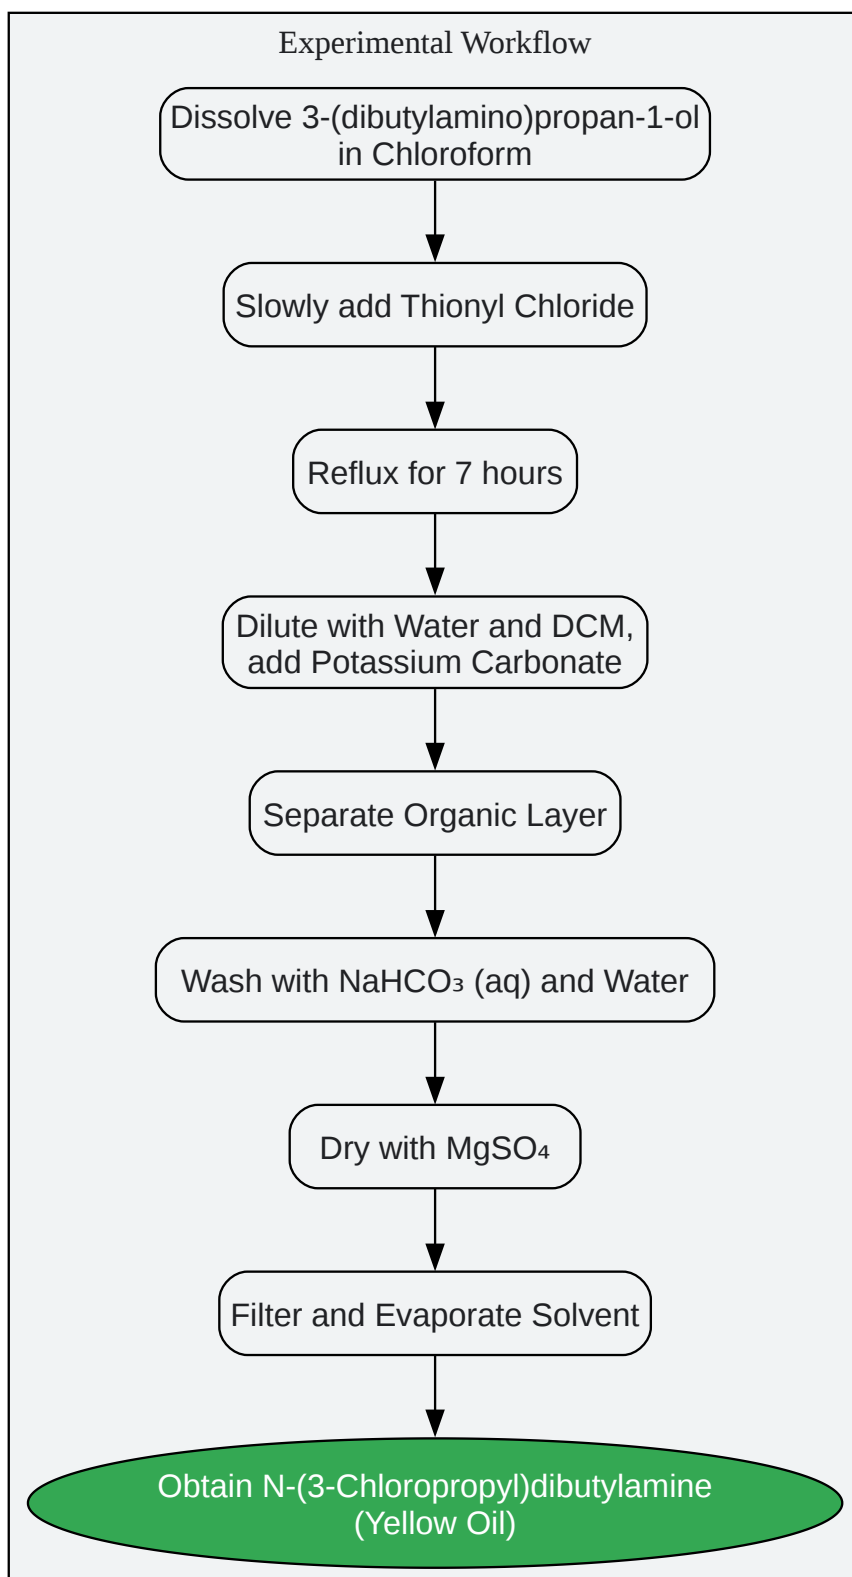 Experimental Workflow
Dissolve 3-(dibutylamino)propan-1-ol
in Chloroform
Slowly add Thionyl Chloride
Reflux for 7 hours
Dilute with Water and DCM,
add Potassium Carbonate
Separate Organic Layer
Wash with NaHCO₃ (aq) and Water
Dry with MgSO₄
Filter and Evaporate Solvent
Obtain N-(3-Chloropropyl)dibutylamine
(Yellow Oil)